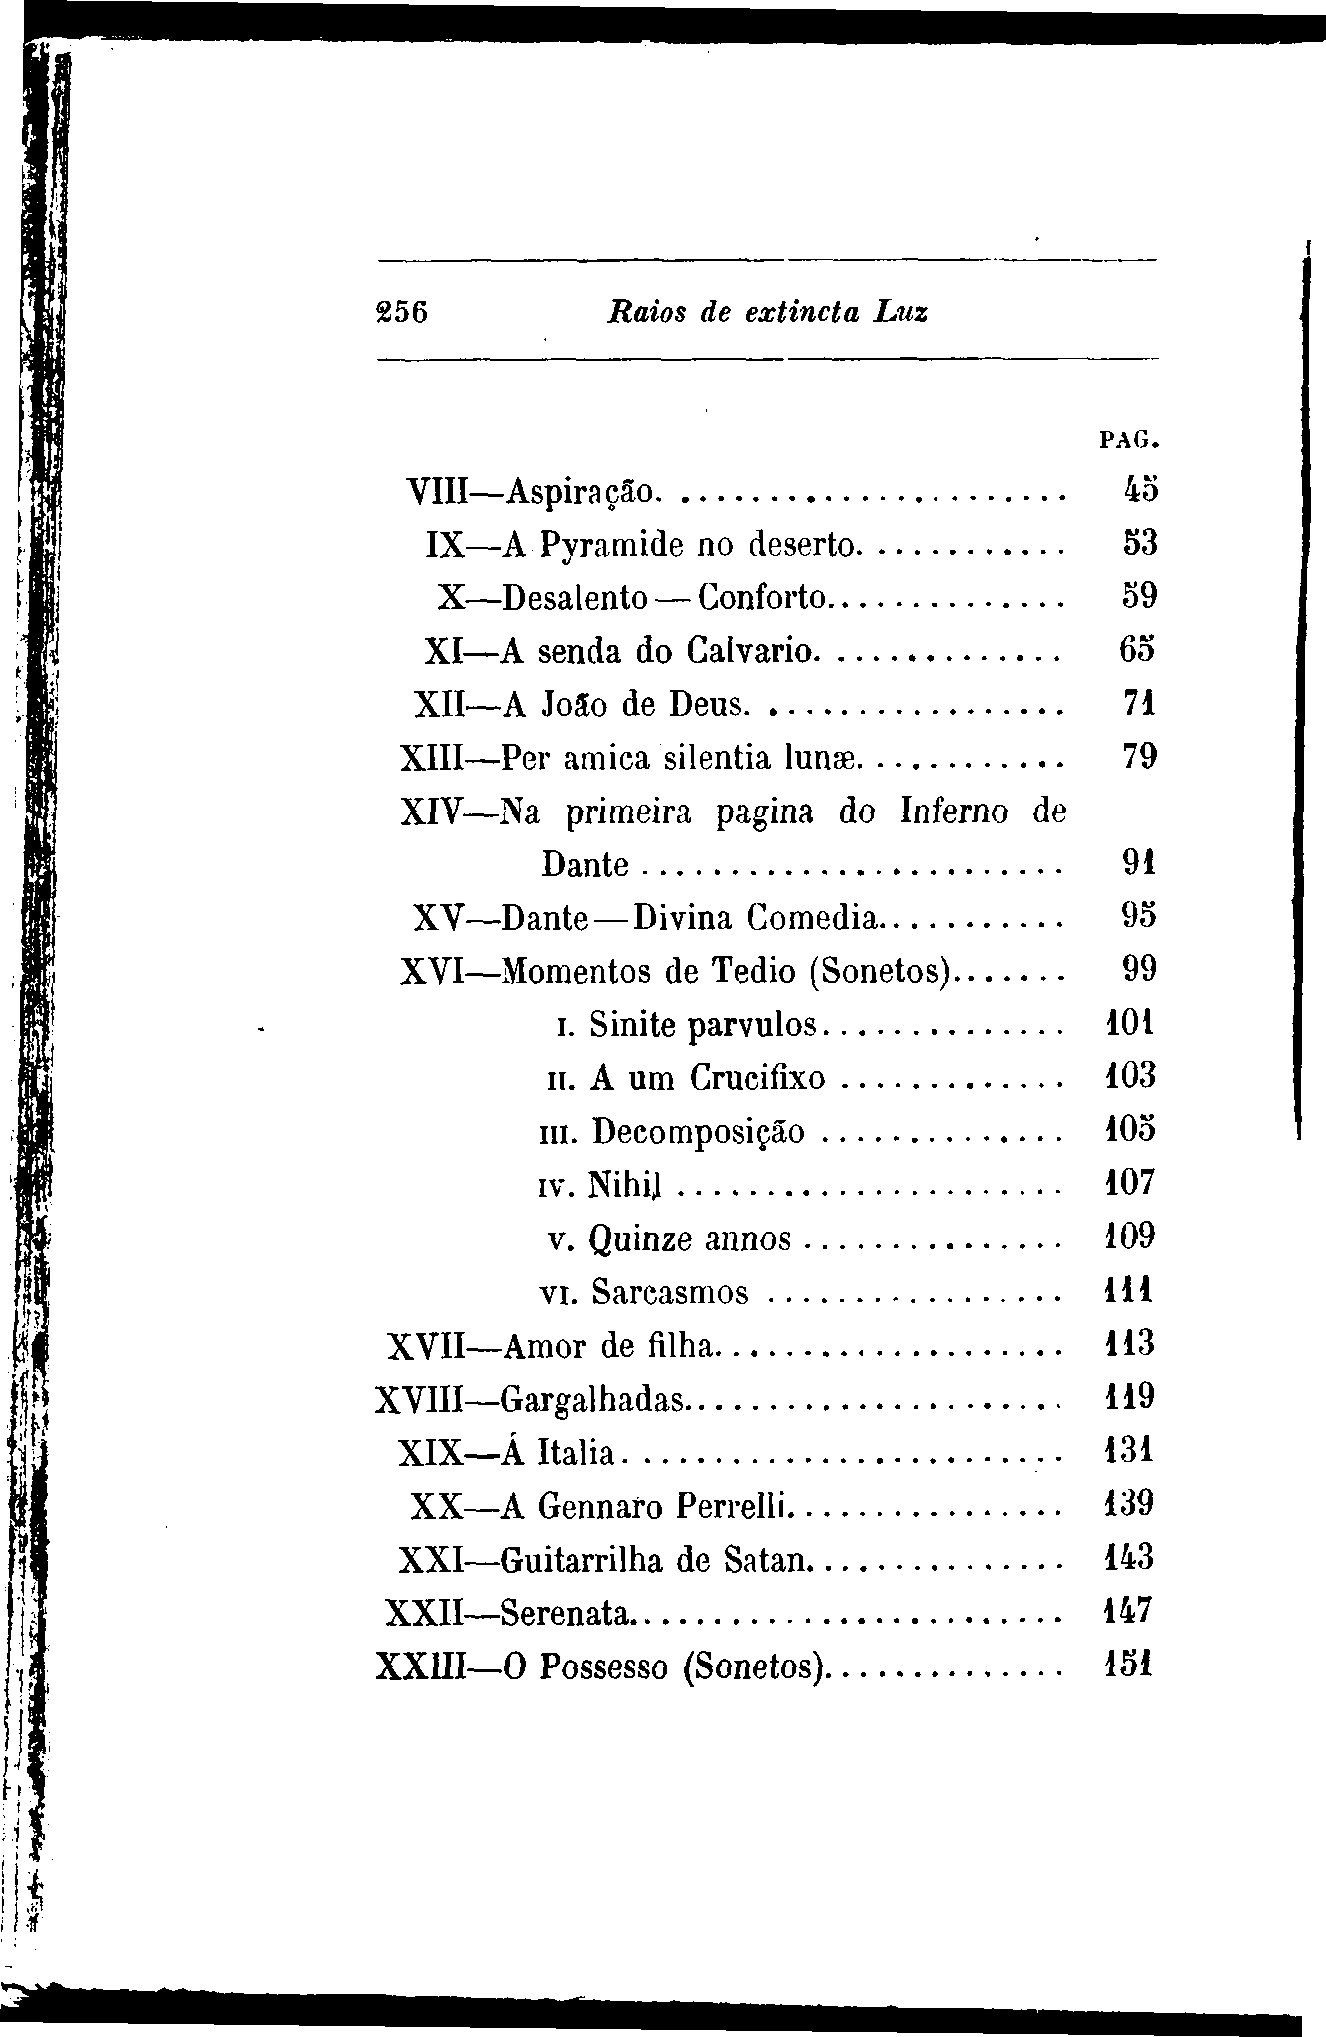 256 Raios de extincta Luz
PAG.
VIII—Aspiração. ....................... 45
IX—A Pyramide no deserto. ........... 53
X—Desalento — Conforto.............. 59
XI—A senda do Calvario. ............. 65
XII—A João de Deus. ................. 71
XIII—Per amica silentia lunæ. ........... 79
XIV—Na primeira pagina do Inferno de
Dante ........................ 91
XV—Dante—Divina Comedia........... 95
XVI—Momentos de Tedio (Sonetos)....... 99
I. Sinite parvulos.............. 101
II. A um Crucifixo ............. 103
III. Decomposição .............. 105
IV. Nihil ...................... 107
V. Quinze annos ............... 109
VI. Sarcasmos ................. 111
XVII—Amor de filha.................... 113
XVIII—Gargalhadas...................... 119
XIX—Á Italia. ........................ 131
XX—A Gennaro Perrelli................ 139
XXI—Guitarrilha de Satan............... 143
XXII—Serenata......................... 147
XXIII—O Possesso (Sonetos).............. 151